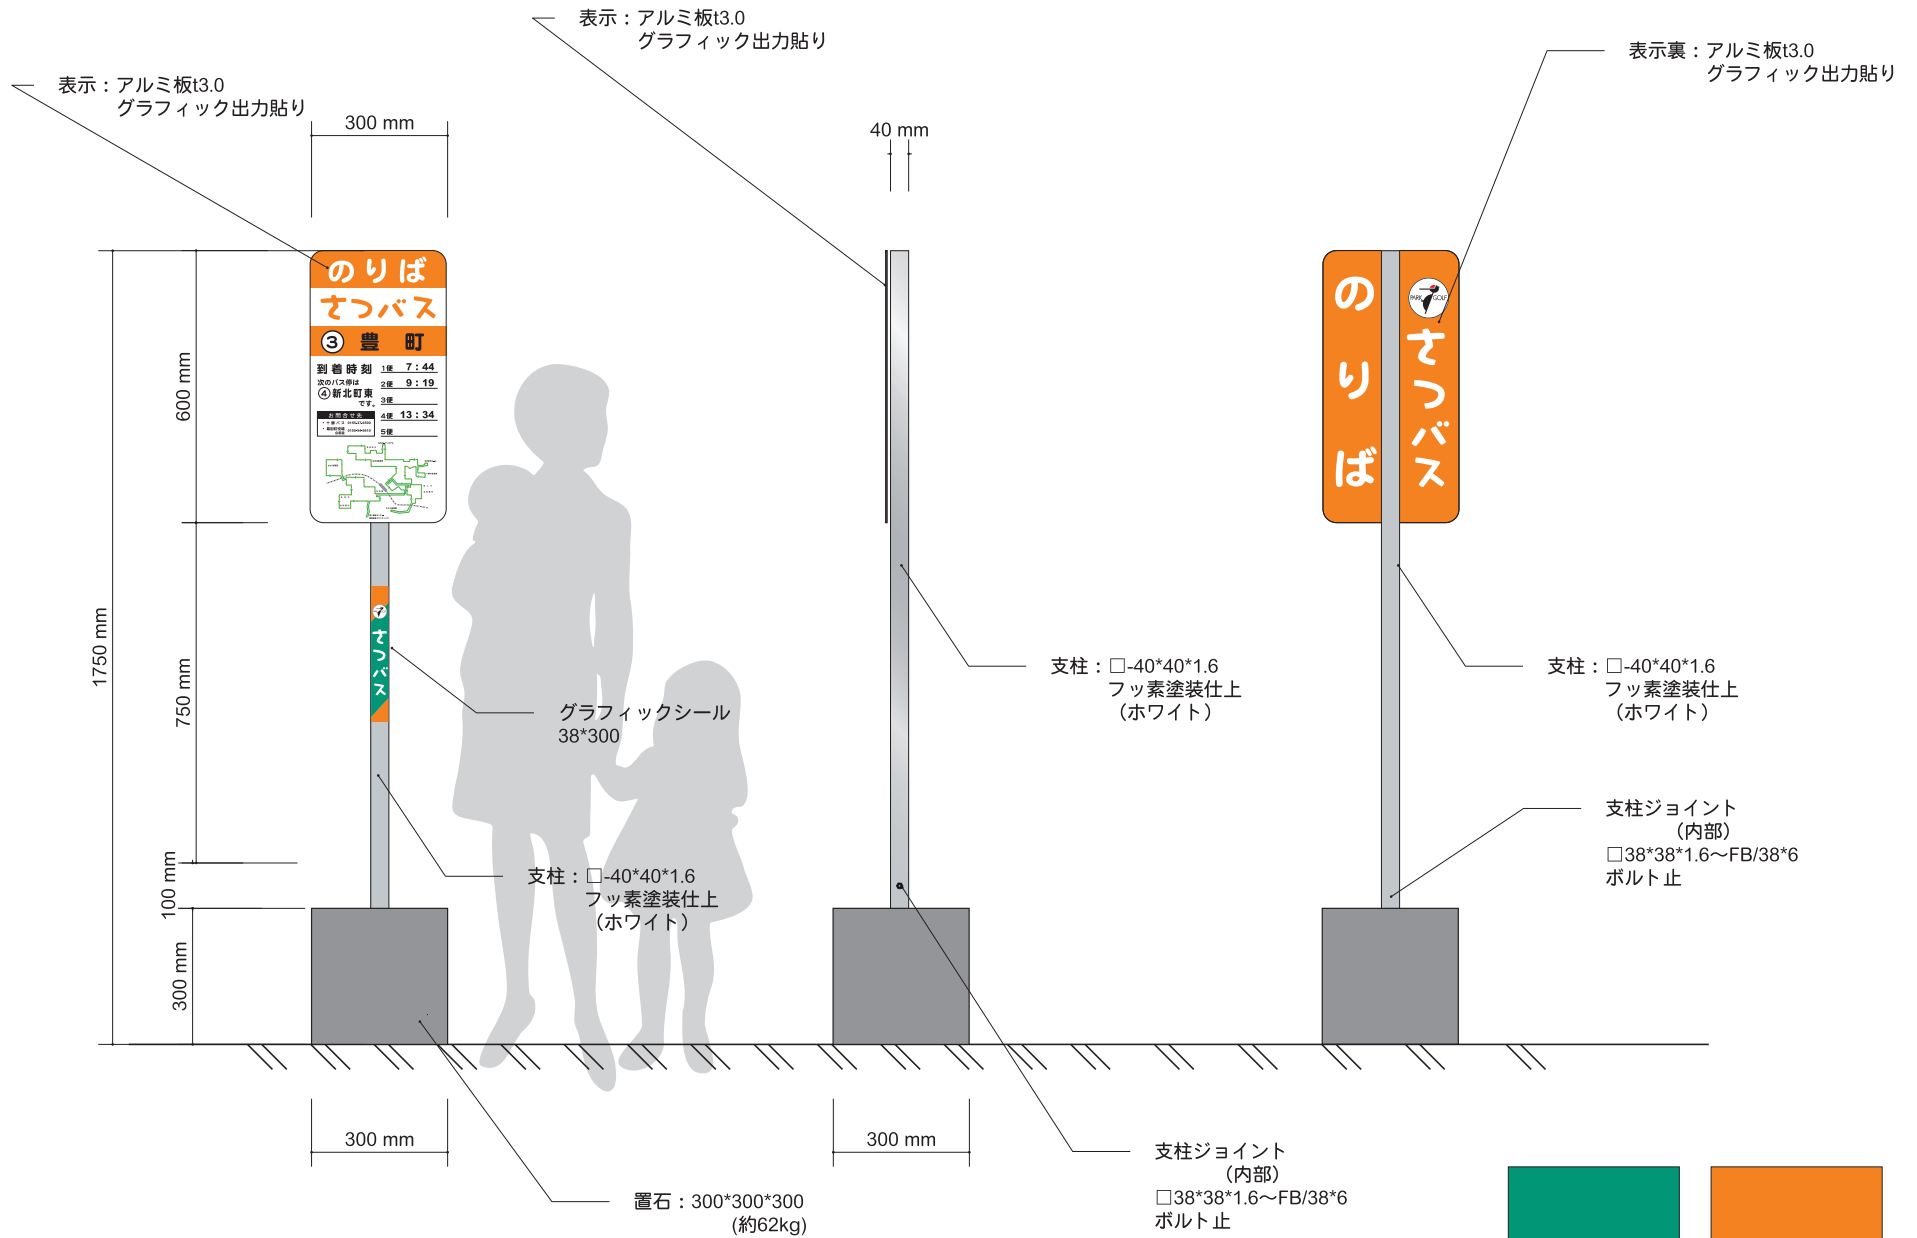 表示：アルミ板t3.0
グラフィック出力貼り
表示：アルミ板t3.0
グラフィック出力貼り
表示裏：アルミ板t3.0
グラフィック出力貼り
300 mm
40 mm
1750 mm
600 mm
750 mm
100 mm
300 mm
のりば
さつバス
③ 豊町
到着時刻
次のバス停は
④新北町東
です。
お問合せ先
1便 7：44
2便 9：19
3便
4便 13：34
5便
さつバス
グラフィックシール
38*300
支柱：□-40*40*1.6
フッ素塗装仕上
（ホワイト）
支柱：□-40*40*1.6
フッ素塗装仕上
（ホワイト）
のりば
PARK GOLF
さつバス
支柱：□-40*40*1.6
フッ素塗装仕上
（ホワイト）
支柱ジョイント
（内部）
□38*38*1.6〜FB/38*6
ボルト止
300 mm
300 mm
置石：300*300*300
(約62kg)
支柱ジョイント
（内部）
□38*38*1.6〜FB/38*6
ボルト止